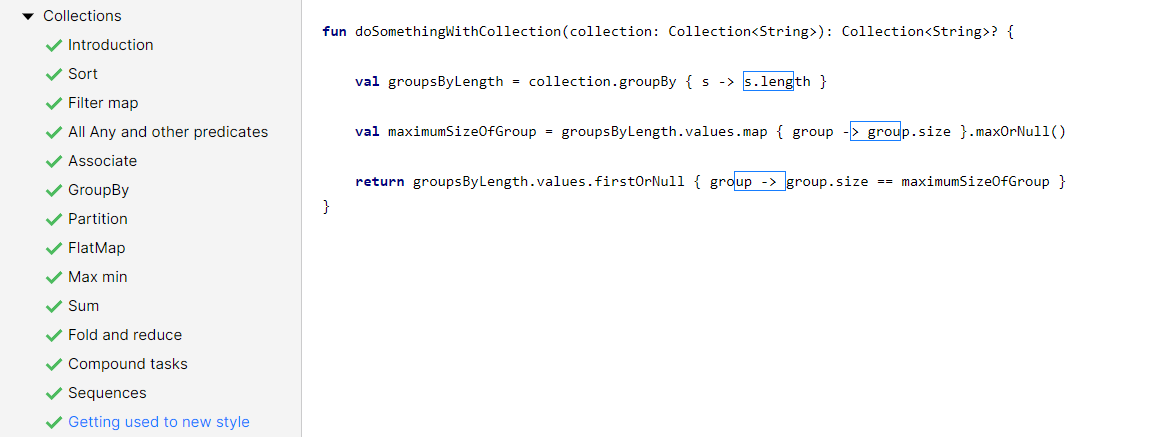 Collections
Introduction
Sort
Filter map
All Any and other predicates
Associate
GroupBy
Partition
FlatMap
Max min
Sum
Fold and reduce
Compound tasks
Sequences
Getting used to new style
fun doSomethingWithCollection(collection: Collection<String>): Collection<String>? {
val groupsByLength = collection.groupBy { s -> s.length }
val maximumSizeOfGroup = groupsByLength.values.map { group -> group.size }.maxOrNull()
return groupsByLength.values.firstOrNull { group -> group.size == maximumSizeOfGroup }
}